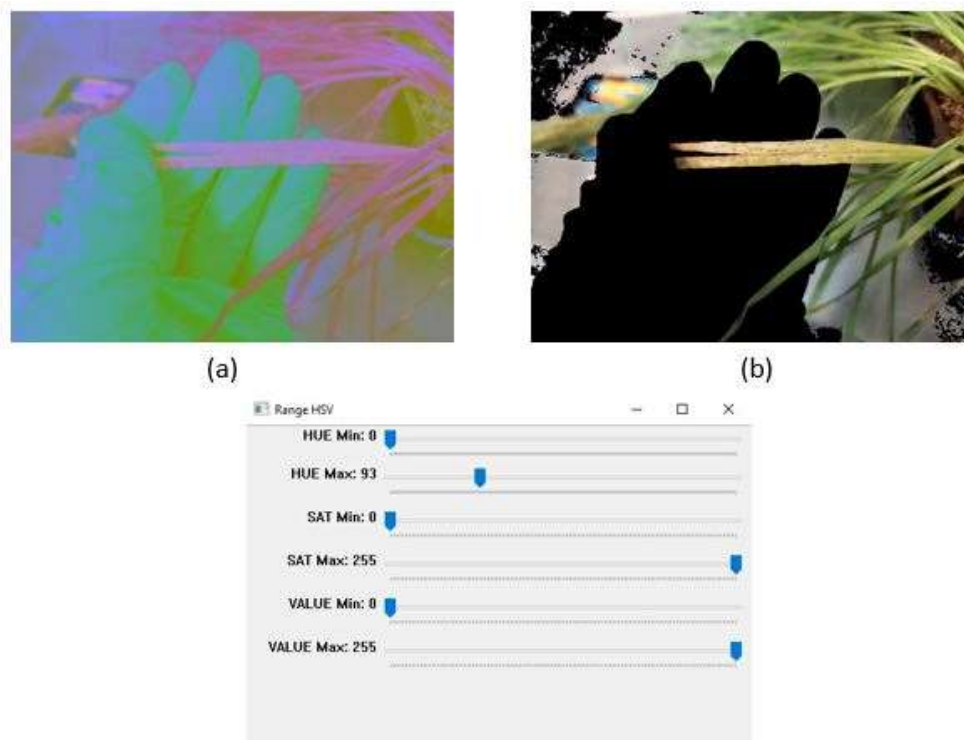 (a)
(b)
Range HSV
HUE Min: 0
HUE Max: 93
SAT Min: 0
SAT Max: 255
VALUE Min: 0
VALUE Max: 255